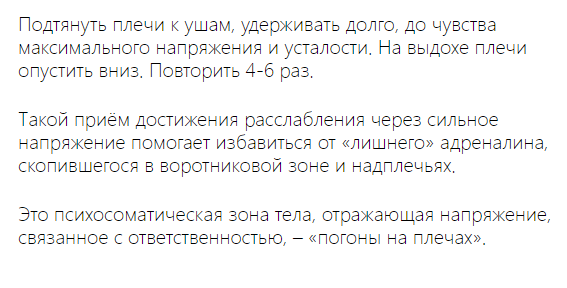 Подтянуть плечи к ушам, удерживать долго, до чувства
максимального напряжения и усталости. На выдохе плечи
опустить вниз. Повторить 4-6 раз.
Такой приём достижения расслабления через сильное
напряжение помогает избавиться от «лишнего» адреналина,
скопившегося в воротниковой зоне и надплечьях.
Это психосоматическая зона тела, отражающая напряжение,
связанное с ответственностью, – «погоны на плечах».